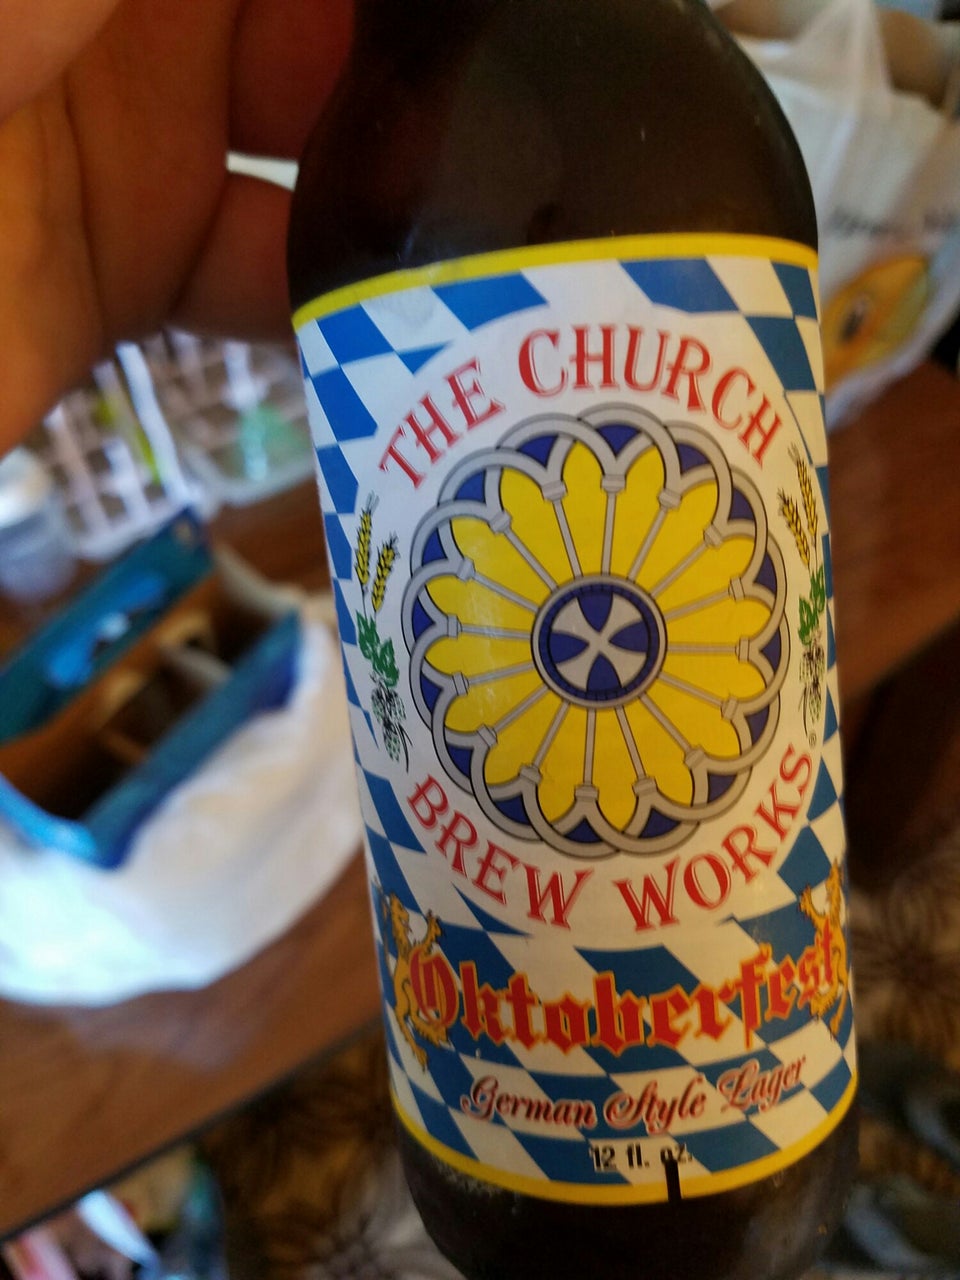 THE CHURCH
BREW WORKS
Oktoberfest
German Style Lager
12 fl. oz.